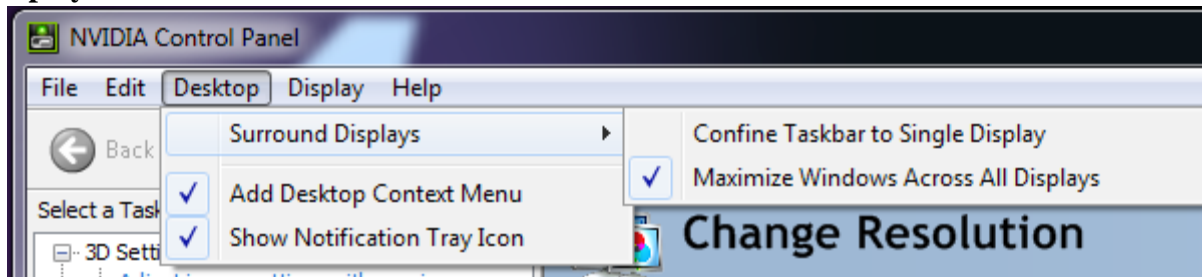 NVIDIA Control Panel
File Edit Desktop Display Help
Back
Surround Displays
Confine Taskbar to Single Display
Maximize Windows Across All Displays
Add Desktop Context Menu
Show Notification Tray Icon
Select a Task
Change Resolution
3D Setti